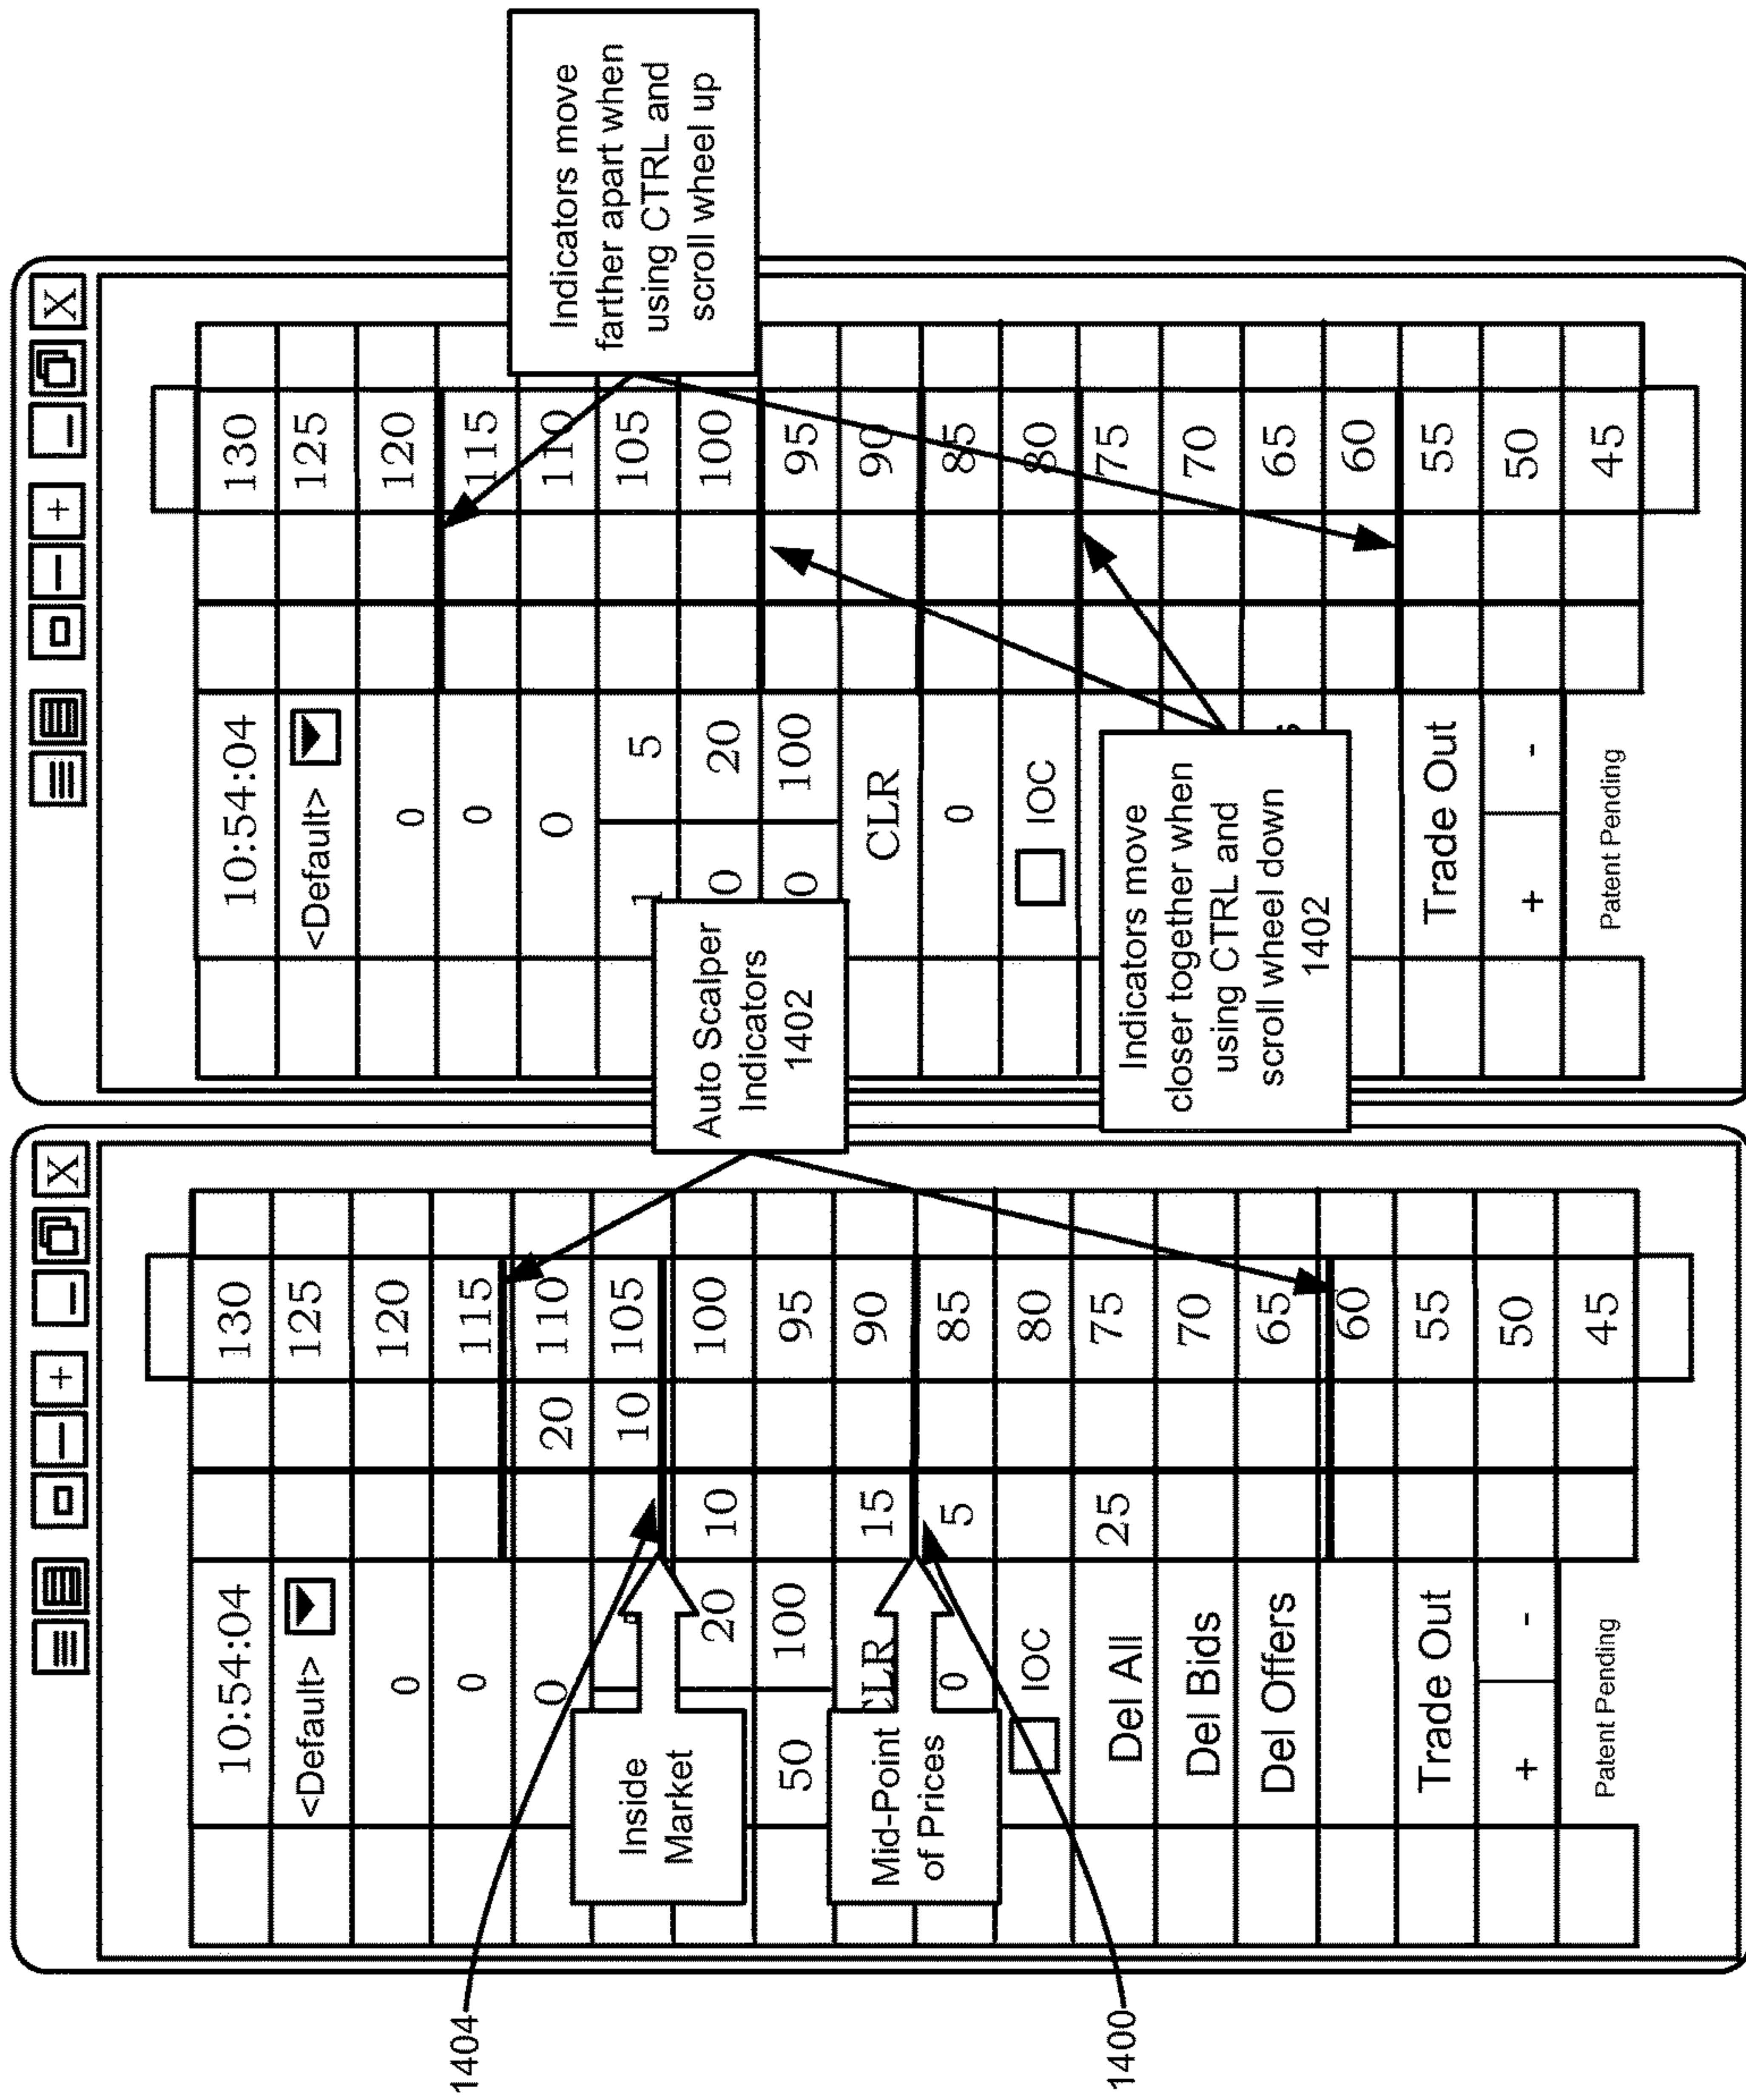 + X
10:54:04 130
<Default> 125
0 120
0 115
0 20 110
10 105
20 10 100
50 100 95
CLR 15 90
0 5 85
IOC 80
Del All 25 75
Del Bids 70
Del Offers 65
60
Trade Out 55
+ - 50
Patent Pending 45
1404
Inside
Market
Mid-Point
of Prices
1400
Auto Scalper
Indicators
1402
+ X
10:54:04 130
<Default> 125
0 120
0 115
0 110
1 5 105
0 20 100
0 100 95
CLR 90
0 85
IOC 80
75
70
65
60
Trade Out 55
+ - 50
Patent Pending 45
Indicators move
farther apart when
using CTRL and
scroll wheel up
Indicators move
closer together when
using CTRL and
scroll wheel down
1402